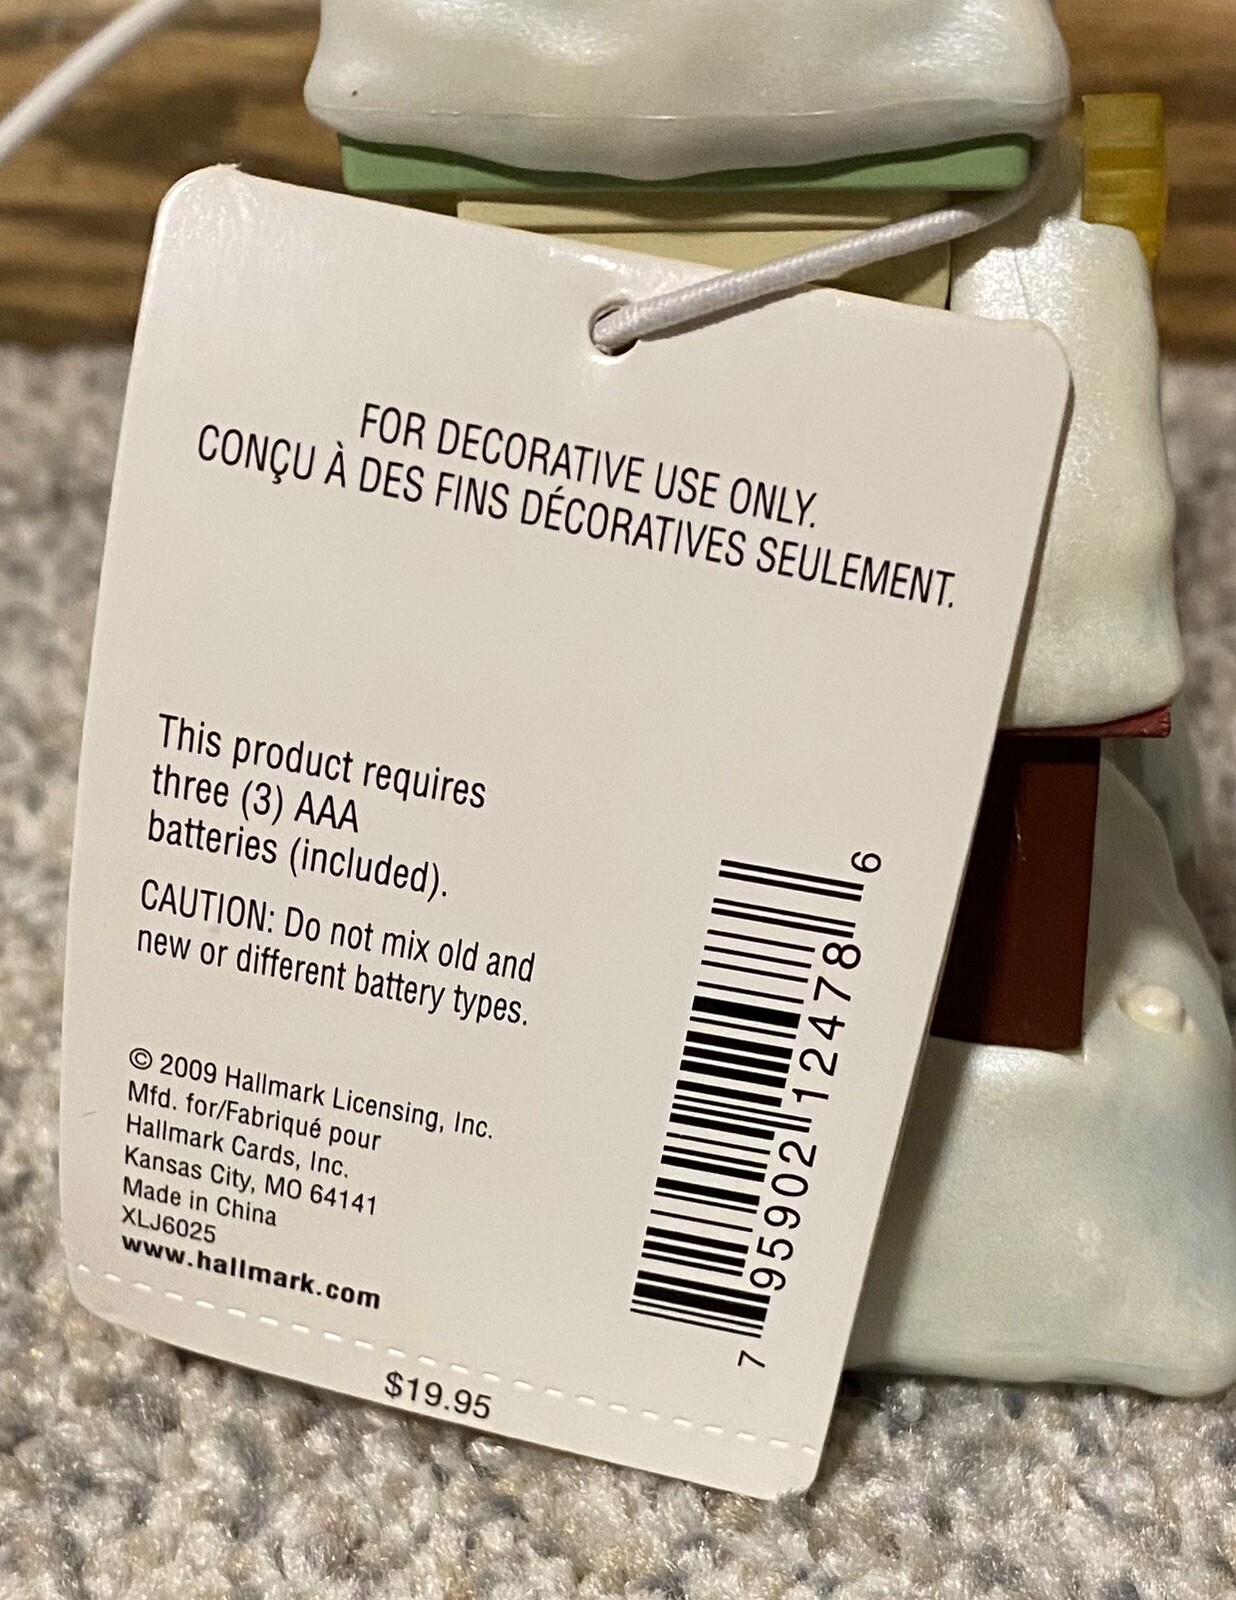 FOR DECORATIVE USE ONLY.
CONÇU À DES FINS DÉCORATIVES SEULEMENT.
This product requires
three (3) AAA
batteries (included).
CAUTION: Do not mix old and
new or different battery types.
© 2009 Hallmark Licensing, Inc.
Mfd. for/Fabriqué pour
Hallmark Cards, Inc.
Kansas City, MO 64141
Made in China
XLJ6025
www.hallmark.com
7 95902 12478 6
$19.95